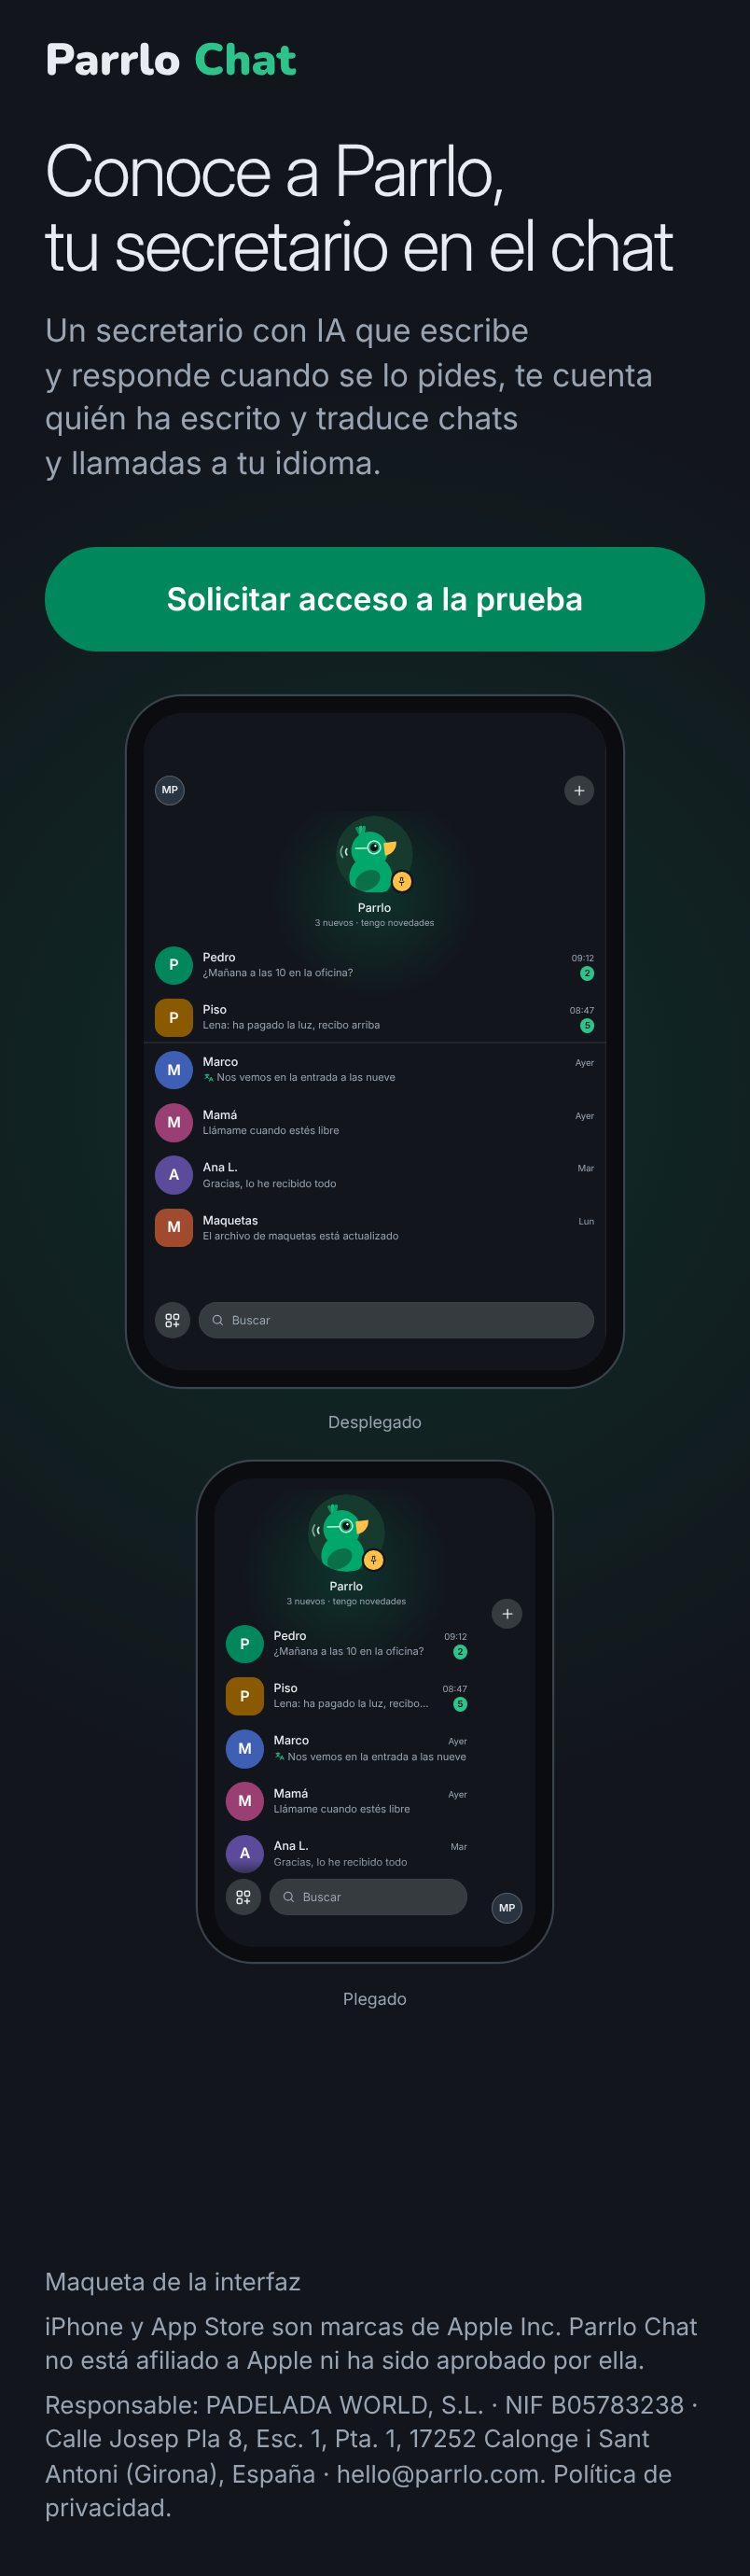 Parrlo Chat
Conoce a Parrlo,
tu secretario en el chat
Un secretario con IA que escribe
y responde cuando se lo pides, te cuenta
quién ha escrito y traduce chats
y llamadas a tu idioma.
Solicitar acceso a la prueba
MP
Parrlo
3 nuevos · tengo novedades
P
Pedro
09:12
¿Mañana a las 10 en la oficina?
2
P
Piso
08:47
Lena: ha pagado la luz, recibo arriba
5
M
Marco
Ayer
Nos vemos en la entrada a las nueve
M
Mamá
Ayer
Llámame cuando estés libre
A
Ana L.
Mar
Gracias, lo he recibido todo
M
Maquetas
Lun
El archivo de maquetas está actualizado
Buscar
Desplegado
Parrlo
3 nuevos · tengo novedades
P
Pedro
09:12
¿Mañana a las 10 en la oficina?
2
P
Piso
08:47
Lena: ha pagado la luz, recibo...
5
M
Marco
Ayer
Nos vemos en la entrada a las nueve
M
Mamá
Ayer
Llámame cuando estés libre
A
Ana L.
Mar
Gracias, lo he recibido todo
Buscar
MP
Plegado
Maqueta de la interfaz
iPhone y App Store son marcas de Apple Inc. Parrlo Chat
no está afiliado a Apple ni ha sido aprobado por ella.
Responsable: PADELADA WORLD, S.L. · NIF B05783238 ·
Calle Josep Pla 8, Esc. 1, Pta. 1, 17252 Calonge i Sant
Antoni (Girona), España · hello@parrlo.com. Política de
privacidad.